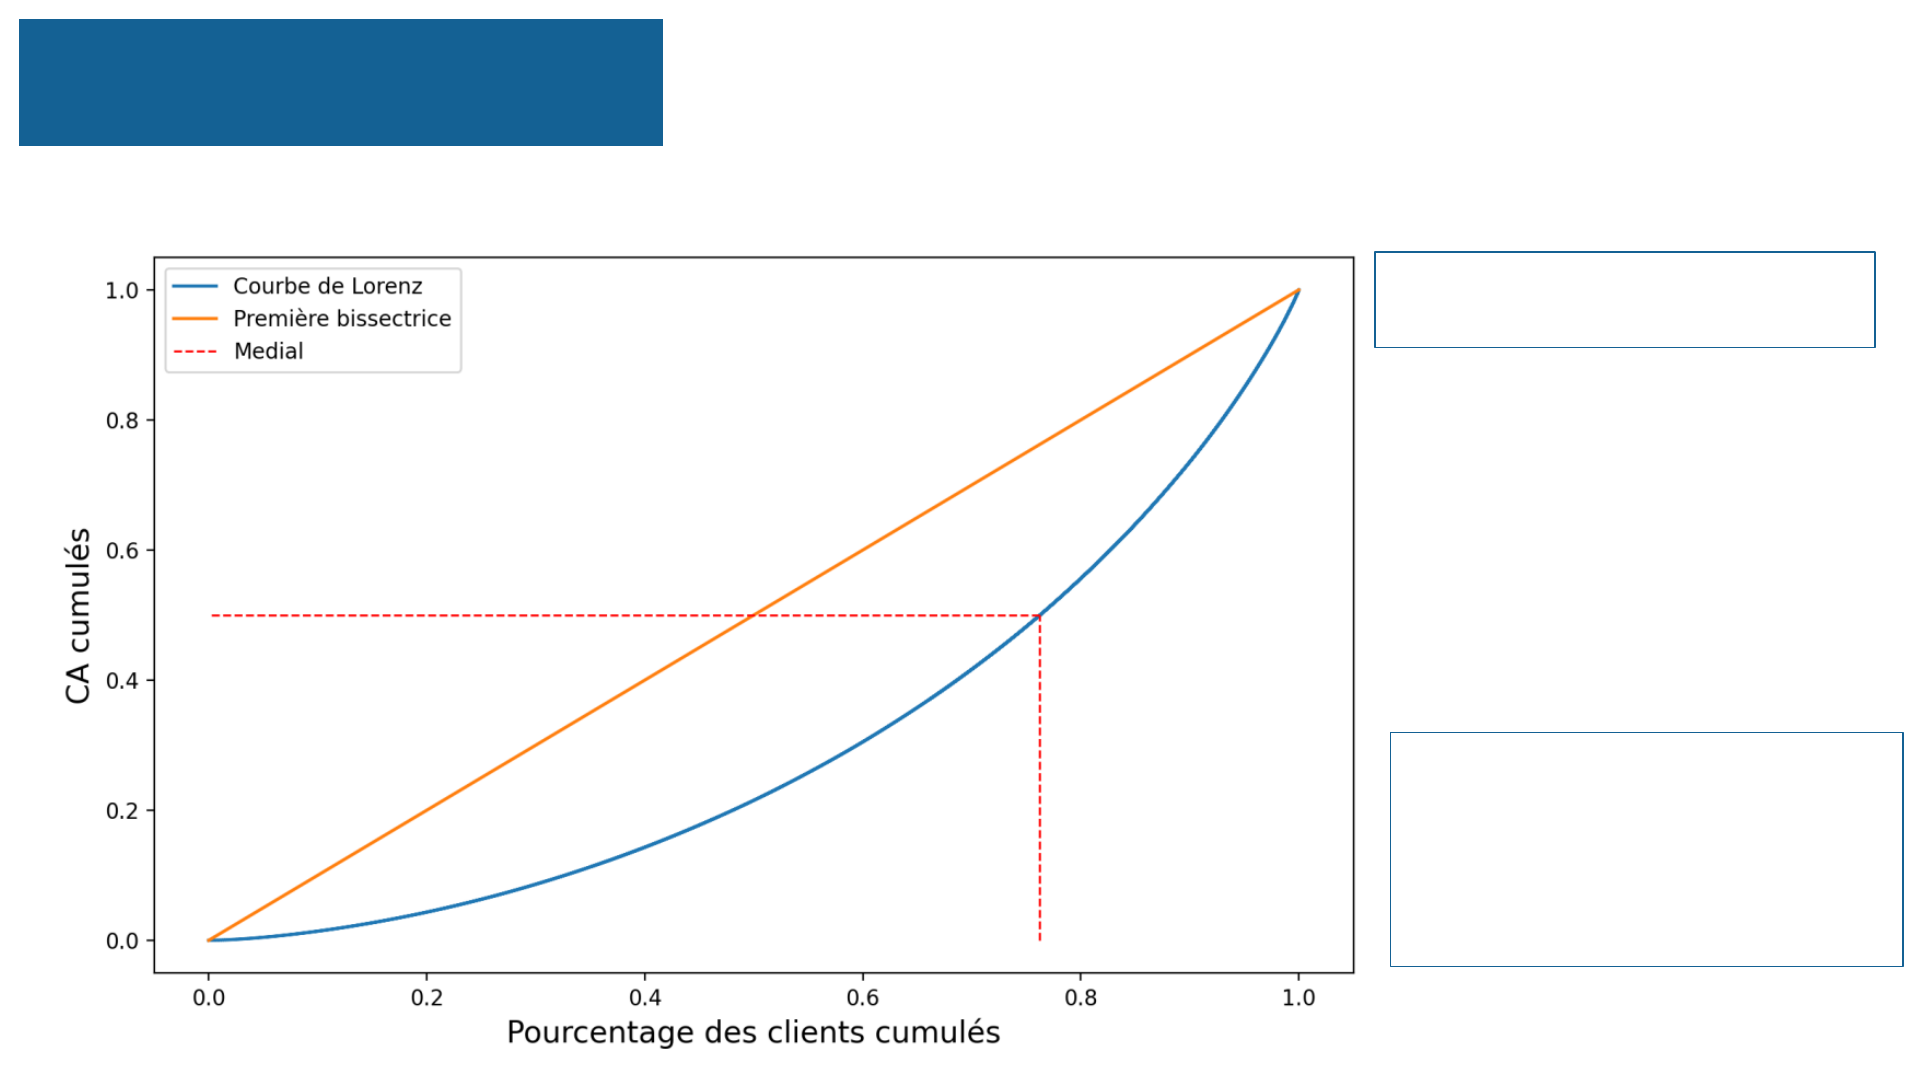 Courbe de Lorenz
Première bissectrice
Medial
1.0
0.8
0.6
0.4
0.2
0.0
CA cumulés
0.0 0.2 0.4 0.6 0.8 1.0
Pourcentage des clients cumulés